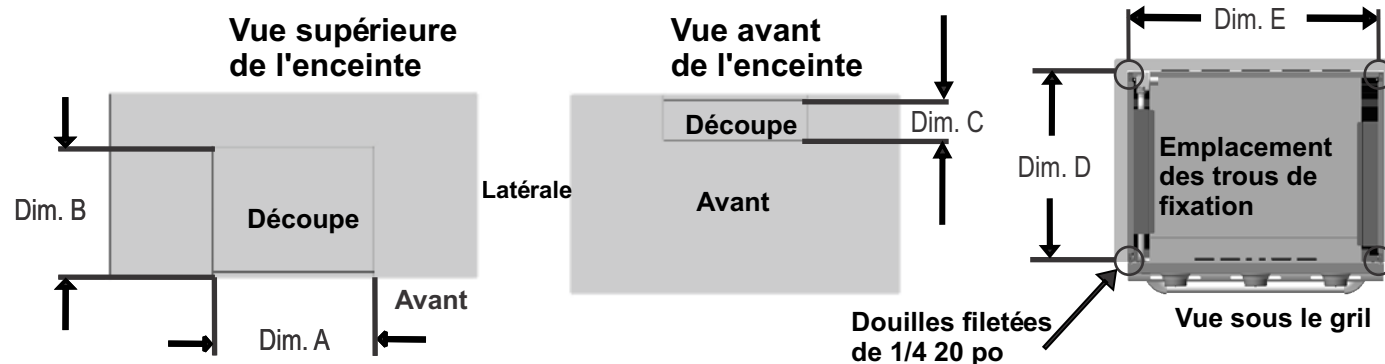 Vue supérieure
de l'enceinte
Dim. B
Découpe
Avant
Dim. A
Vue avant
de l'enceinte
Découpe
Dim. C
Latérale
Avant
Dim. E
Dim. D
Emplacement
des trous de
fixation
Douilles filetées
de 1/4 20 po
Vue sous le gril